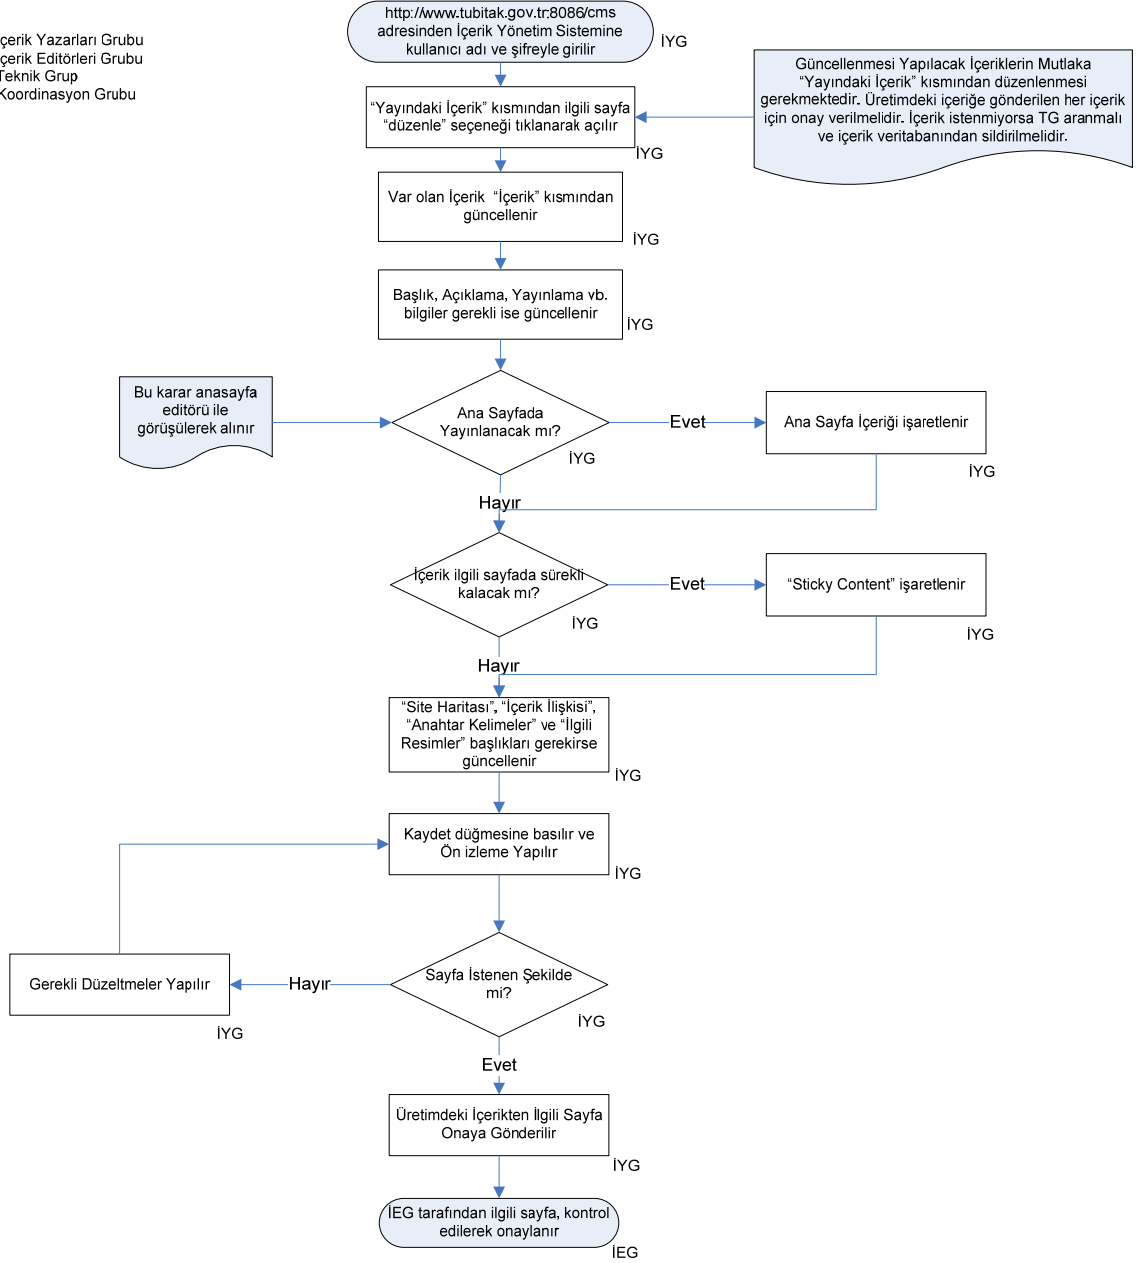 http://www.tubitak.gov.tr:8086/cms
adresinden İçerik Yönetim Sistemine
kullanıcı adı ve şifreyle girilir
İYG
çerik Yazarları Grubu
çerik Editörleri Grubu
Teknik Grup
Koordinasyon Grubu
Güncellenmesi Yapılacak İçeriklerin Mutlaka
“Yayındaki İçerik” kısmından düzenlenmesi
gerekmektedir. Üretimdeki içeriğe gönderilen her içerik
için onay verilmelidir. İçerik istenmiyorsa TG aranmalı
ve içerik veritabanından sildirilmelidir.
“Yayındaki İçerik” kısmından ilgili sayfa
“düzenle” seçeneği tıklanarak açılır
İYG
Var olan İçerik “İçerik” kısmından
güncellenir
İYG
Başlık, Açıklama, Yayınlama vb.
bilgiler gerekli ise güncellenir
İYG
Bu karar anasayfa
editörü ile
görüşülerek alınır
Ana Sayfada
Yayınlanacak mı?
İYG
Evet
Ana Sayfa İçeriği işaretlenir
İYG
Hayır
İçerik ilgili sayfada sürekli
kalacak mı?
İYG
Evet
“Sticky Content” işaretlenir
İYG
Hayır
“Site Haritası”, “İçerik İlişkisi”,
“Anahtar Kelimeler” ve “İlgili
Resimler” başlıkları gerekirse
güncellenir
İYG
Kaydet düğmesine basılır ve
Ön izleme Yapılır
İYG
Sayfa İstenen Şekilde
mi?
İYG
Hayır
Gerekli Düzeltmeler Yapılır
İYG
Evet
Üretimdeki İçerikten İlgili Sayfa
Onaya Gönderilir
İYG
İEG tarafından ilgili sayfa, kontrol
edilerek onaylanır
İEG